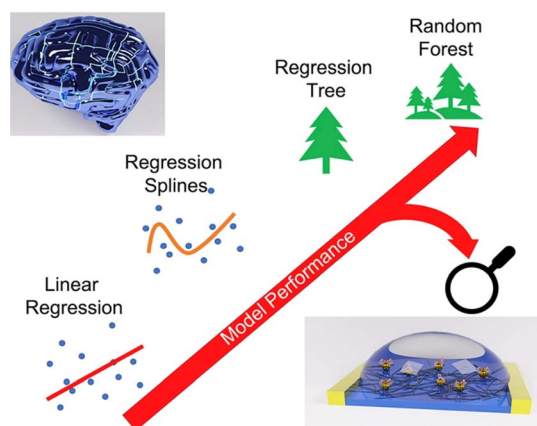 Random
Forest
Regression
Tree
Regression
Splines
Linear
Regression
Model Performance